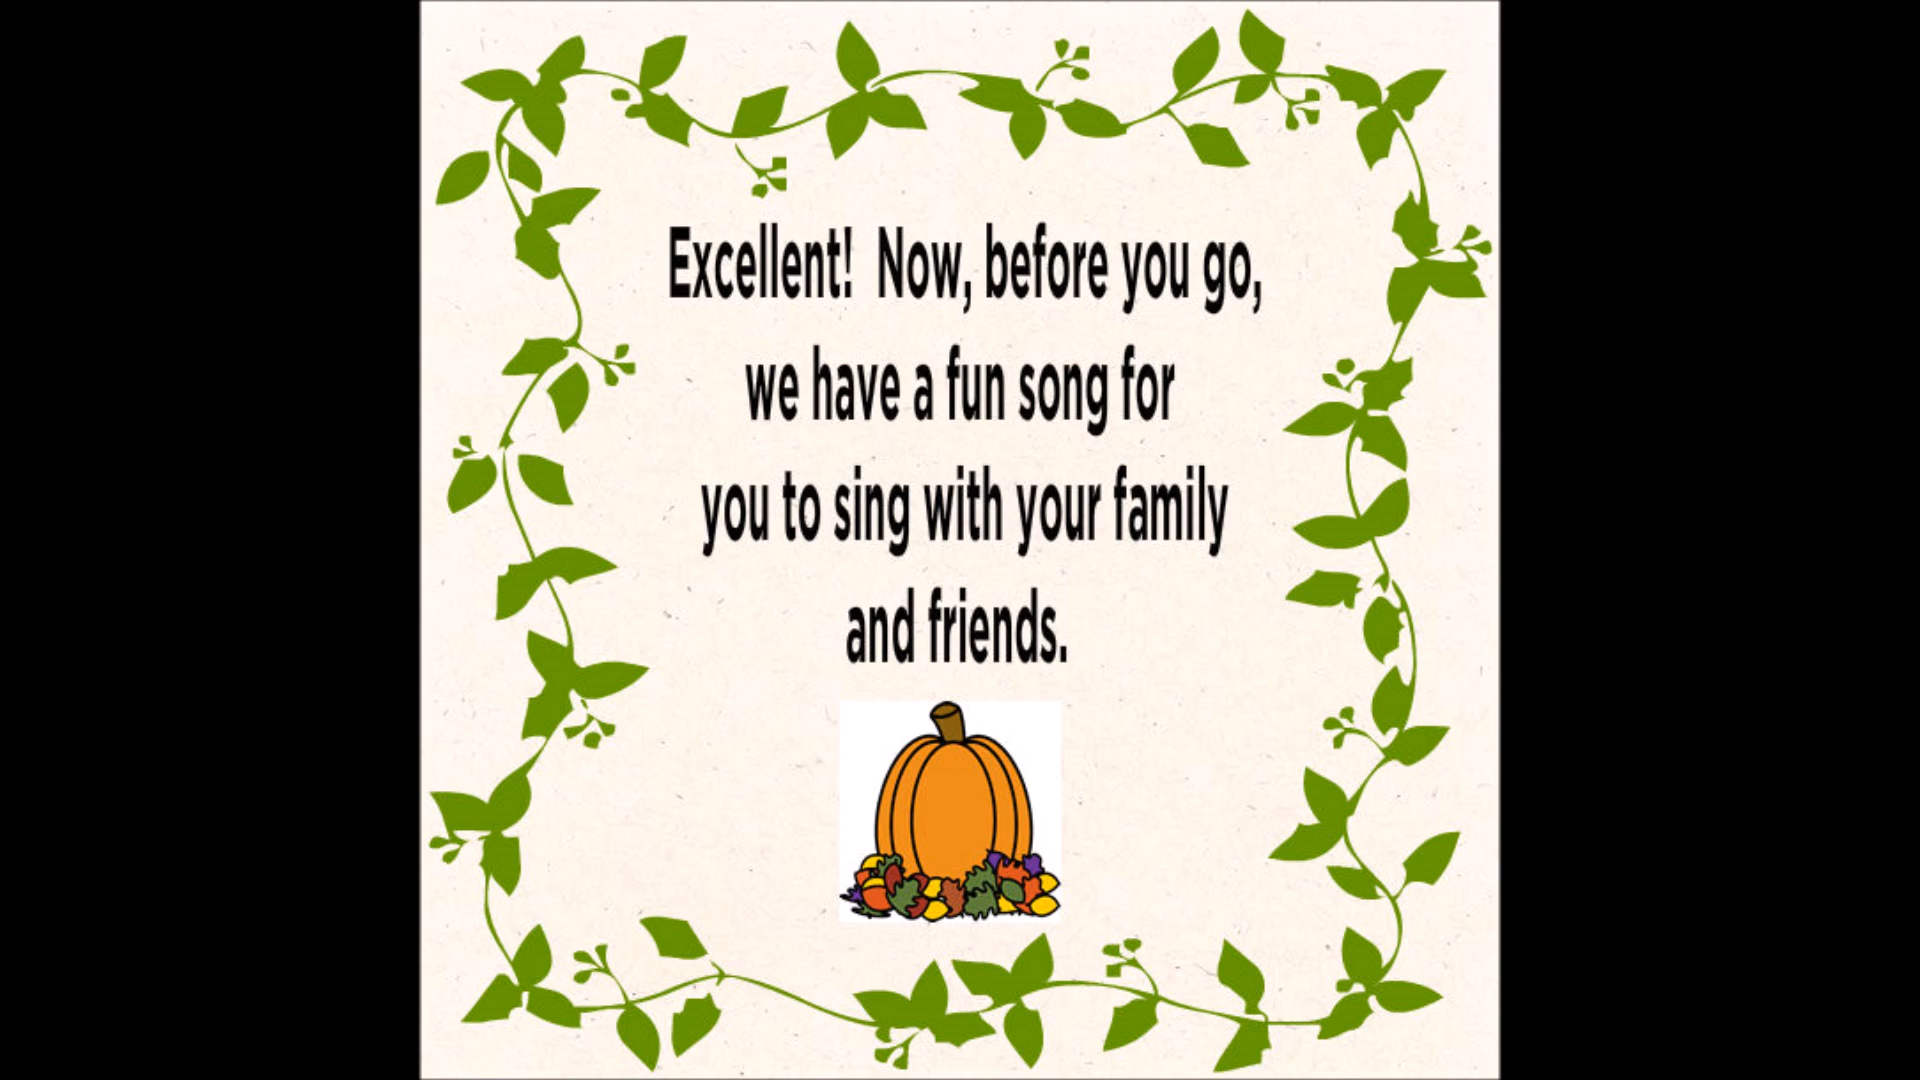 Excellent!  Now, before you go,
we have a fun song for
you to sing with your family
and friends.